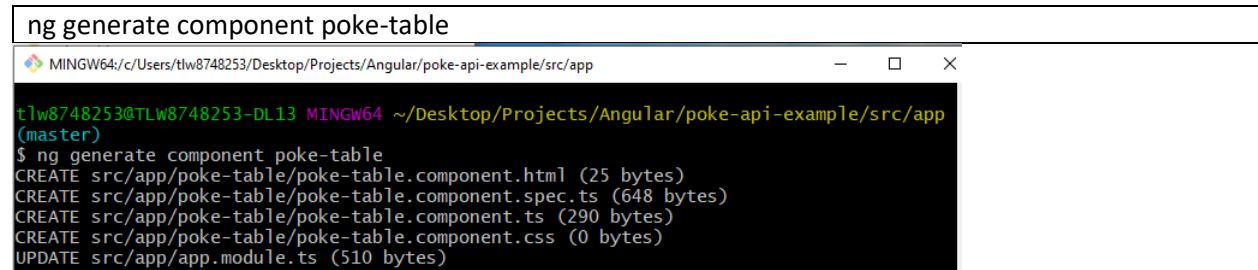 ng generate component poke-table
MINGW64:/c/Users/tlw8748253/Desktop/Projects/Angular/poke-api-example/src/app
tlw8748253@TLW8748253-DL13 MINGW64 ~/Desktop/Projects/Angular/poke-api-example/src/app
(master)
$ ng generate component poke-table
CREATE src/app/poke-table/poke-table.component.html (25 bytes)
CREATE src/app/poke-table/poke-table.component.spec.ts (648 bytes)
CREATE src/app/poke-table/poke-table.component.ts (290 bytes)
CREATE src/app/poke-table/poke-table.component.css (0 bytes)
UPDATE src/app/app.module.ts (510 bytes)